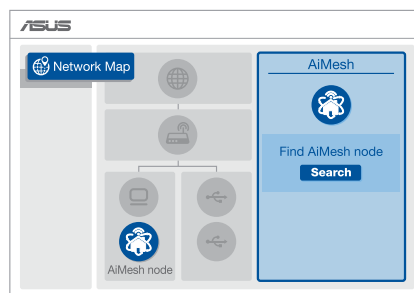 ASUS
Network Map
AiMesh
Find AiMesh node
Search
AiMesh node